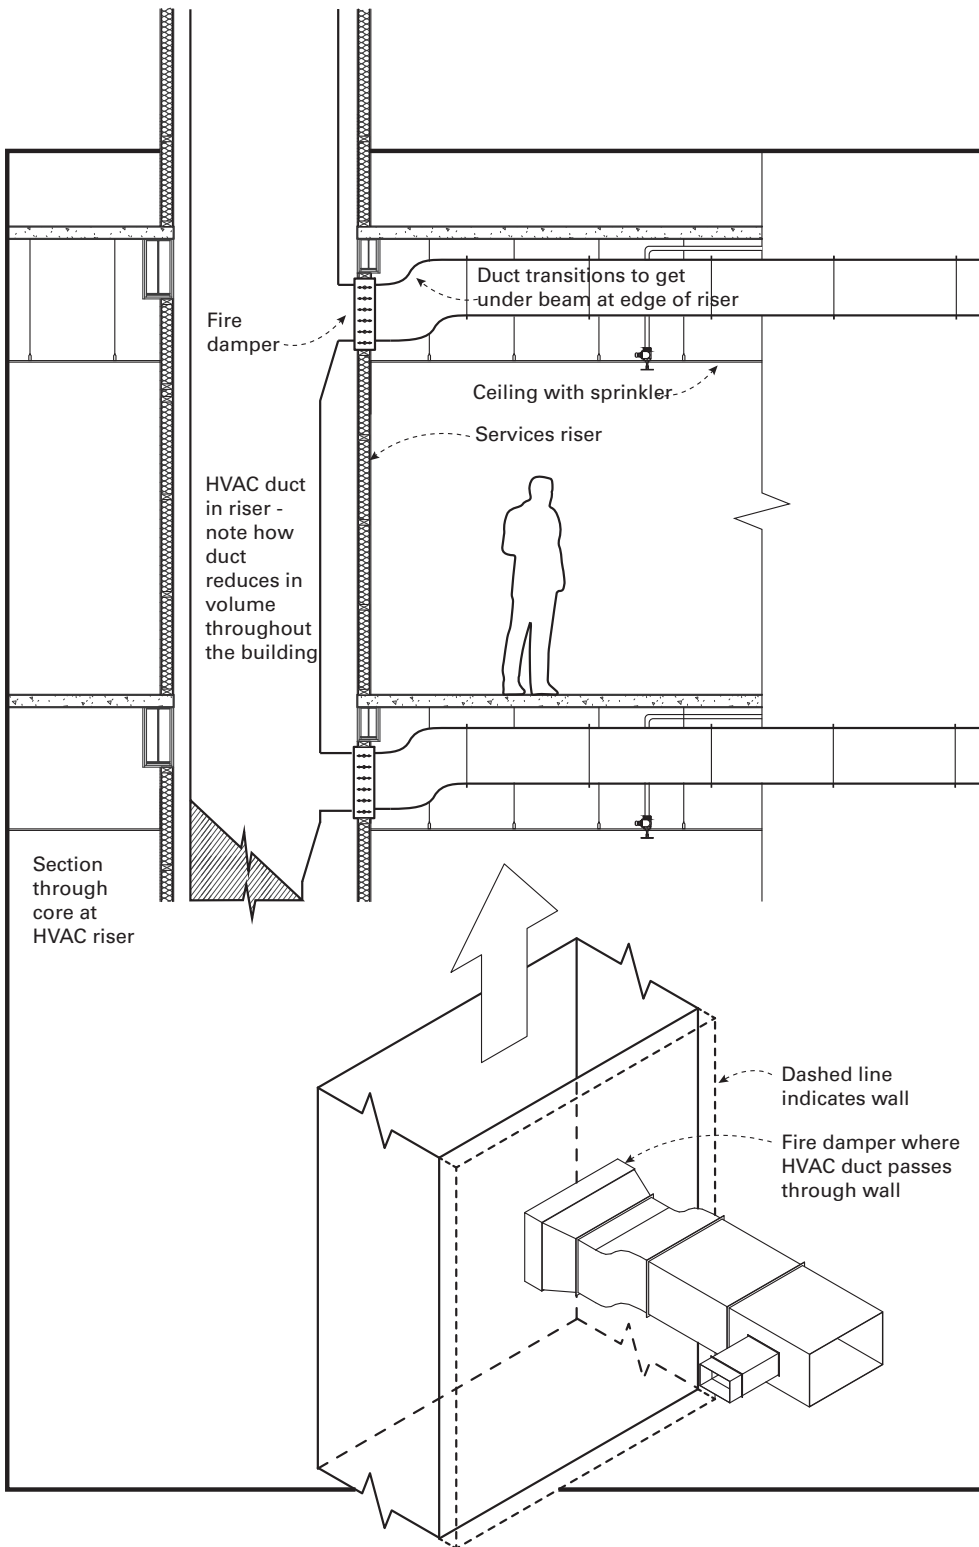 Duct transitions to get
under beam at edge of riser
Fire
damper
Ceiling with sprinkler
Services riser
HVAC duct
in riser -
note how
duct
reduces in
volume
throughout
the building
Section
through
core at
HVAC riser
Dashed line
indicates wall
Fire damper where
HVAC duct passes
through wall